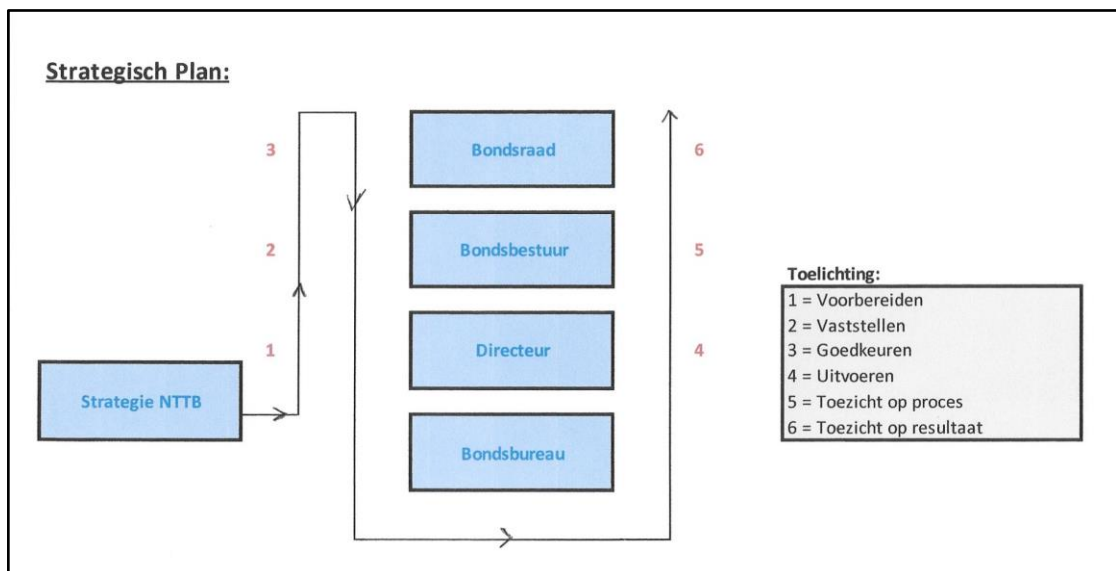 Strategisch Plan:
3
Bondsraad
6
2
Bondsbestuur
5
1
Directeur
4
Strategie NTTB
Bondsbureau
Toelichting:
1 = Voorbereiden
2 = Vaststellen
3 = Goedkeuren
4 = Uitvoeren
5 = Toezicht op proces
6 = Toezicht op resultaat